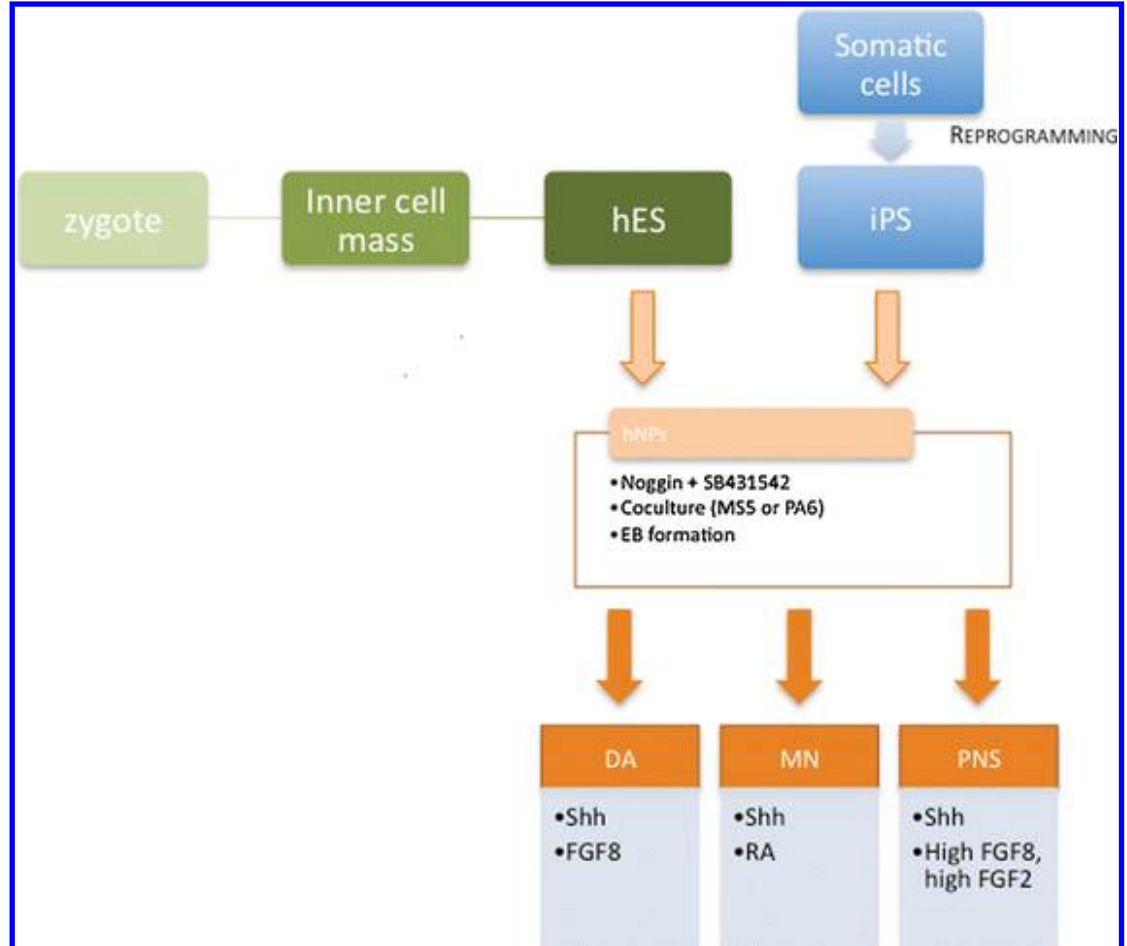 Somatic
cells
REPROGRAMMING
zygote
Inner cell
mass
hES
iPS
hNPs
•Noggin + SB431542
•Coculture (MS5 or PA6)
•EB formation
DA
•Shh
•FGF8
MN
•Shh
•RA
PNS
•Shh
•High FGF8,
high FGF2